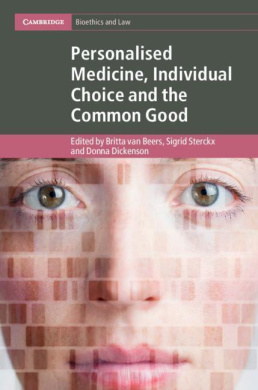 CAMBRIDGE Bioethics and Law
Personalised
Medicine, Individual
Choice and the
Common Good
Edited by Britta van Beers, Sigrid Sterckx
and Donna Dickenson